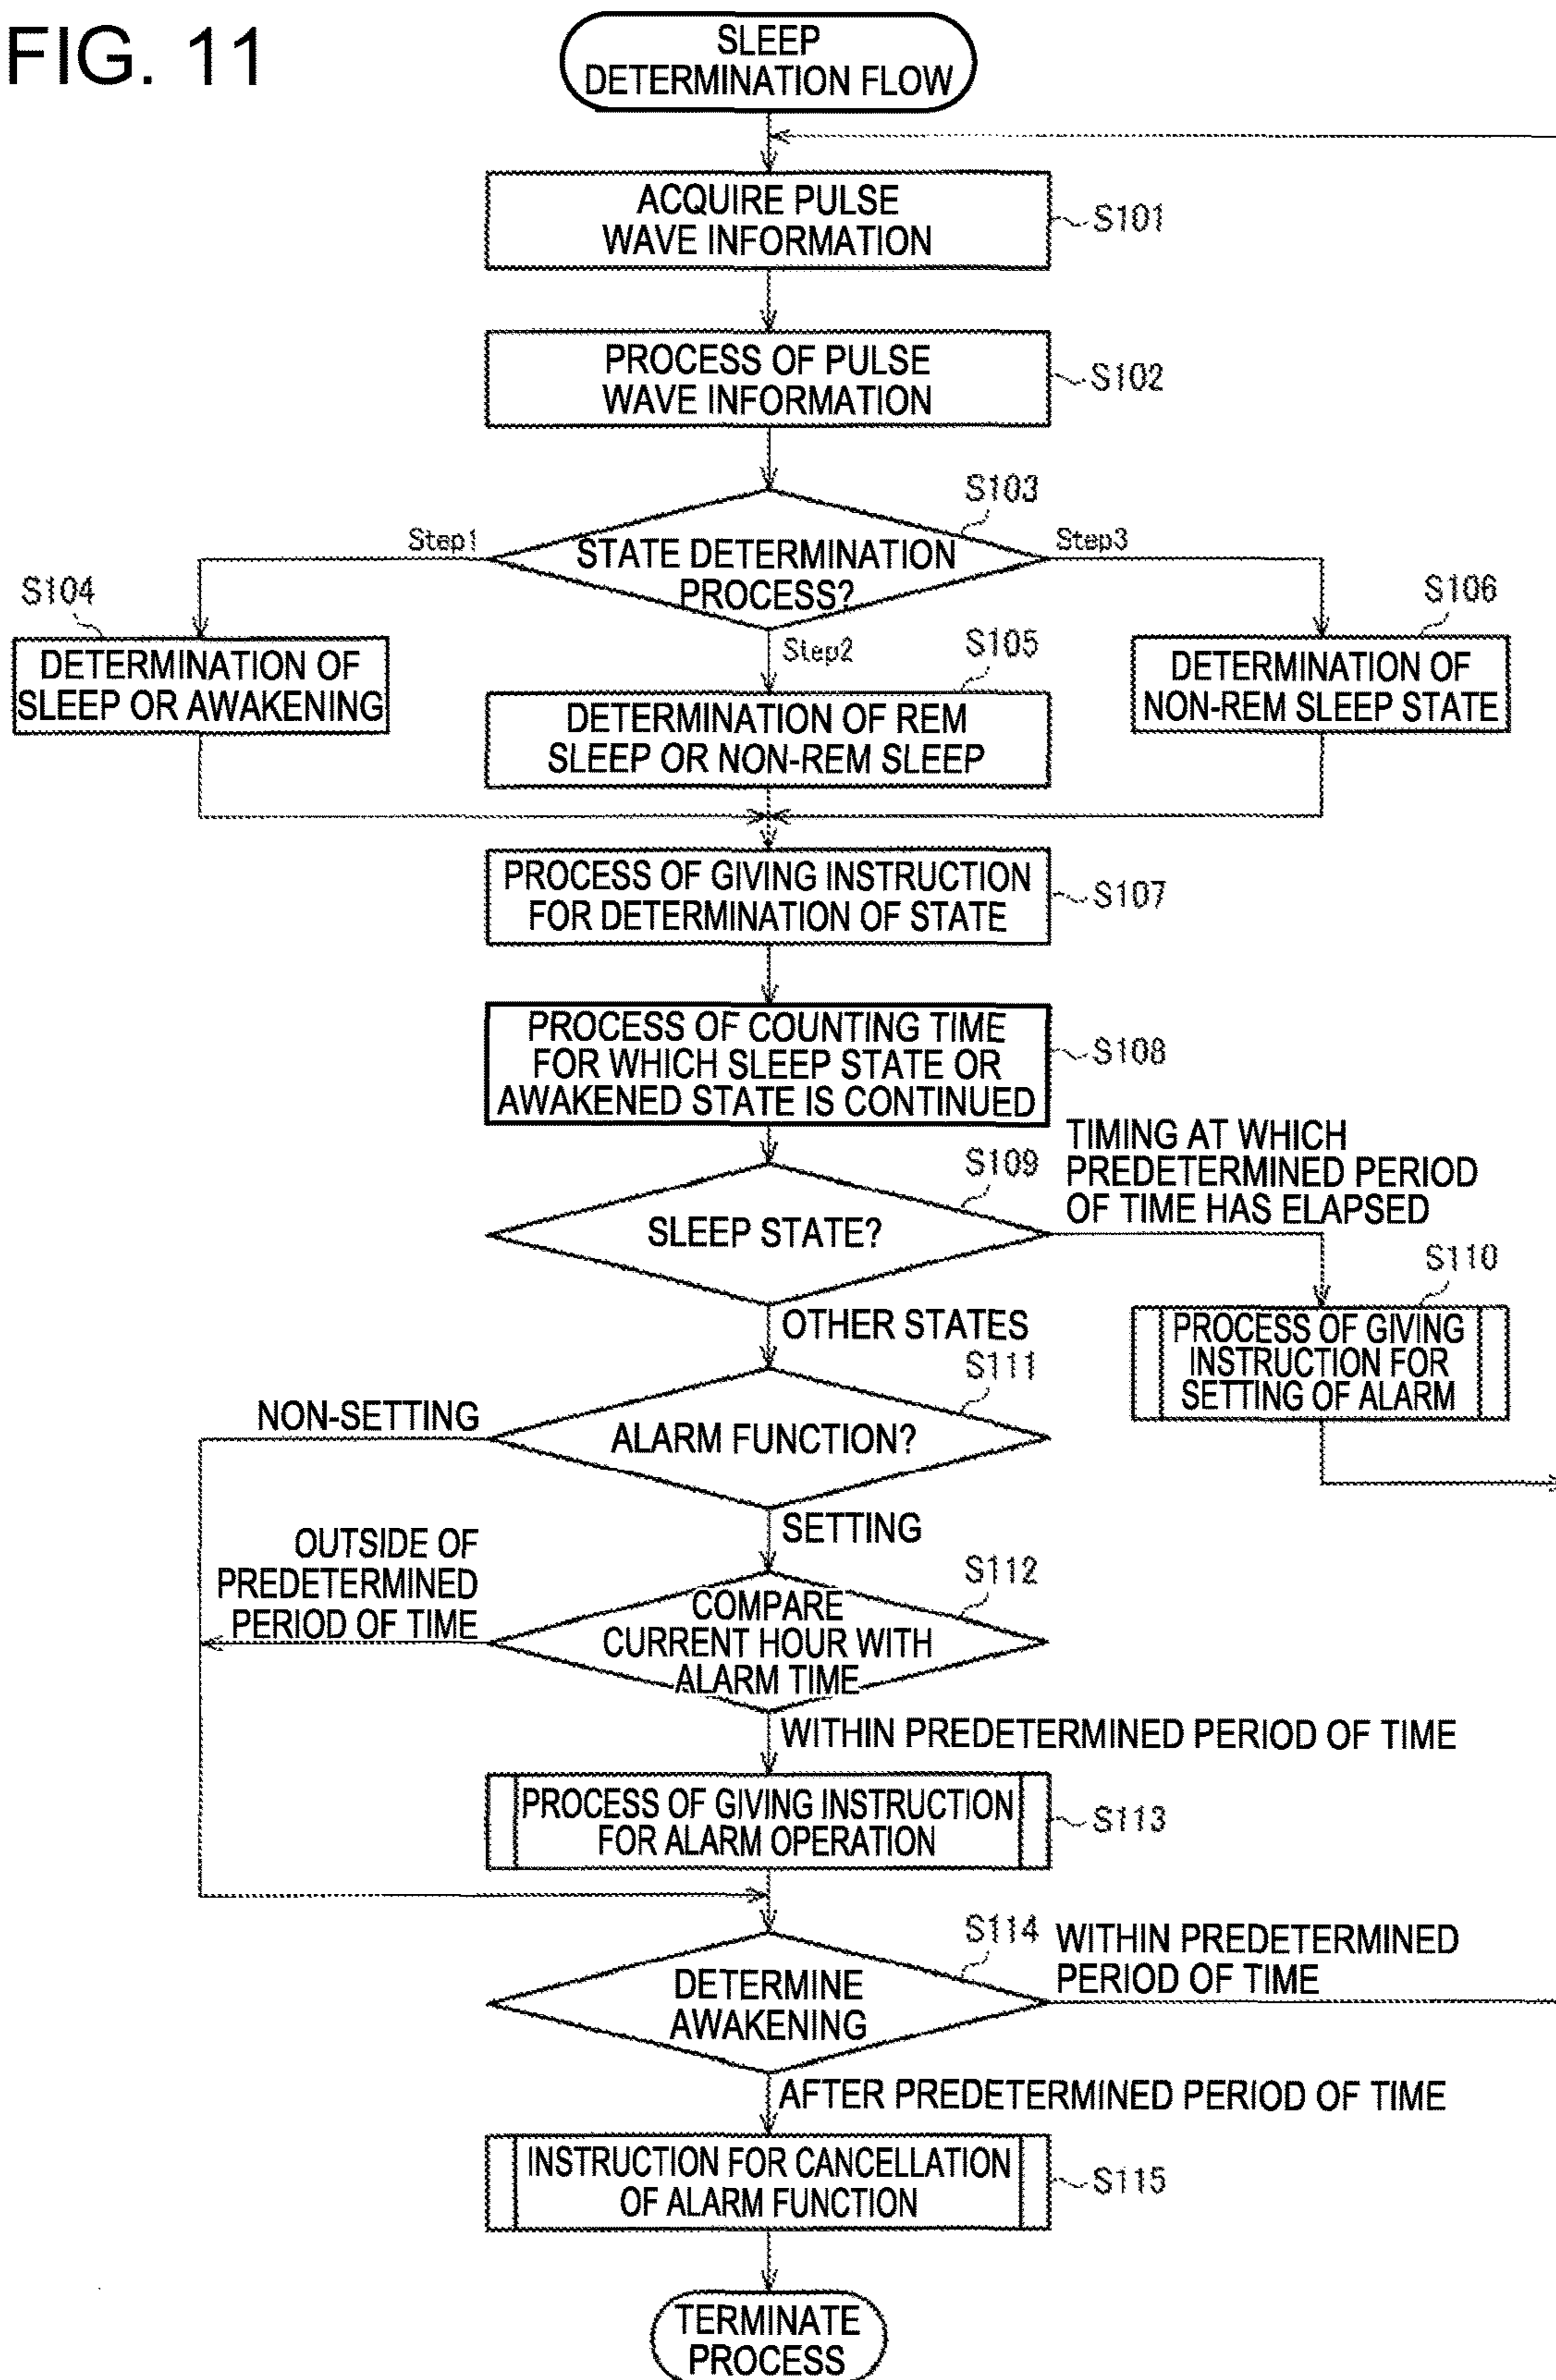 FIG. 11
SLEEP
DETERMINATION FLOW
ACQUIRE PULSE
WAVE INFORMATION
S101
PROCESS OF PULSE
WAVE INFORMATION
S102
S103
STATE DETERMINATION
PROCESS?
Step1
Step2
Step3
S104
DETERMINATION OF
SLEEP OR AWAKENING
S105
DETERMINATION OF REM
SLEEP OR NON-REM SLEEP
S106
DETERMINATION OF
NON-REM SLEEP STATE
PROCESS OF GIVING INSTRUCTION
FOR DETERMINATION OF STATE
S107
PROCESS OF COUNTING TIME
FOR WHICH SLEEP STATE OR
AWAKENED STATE IS CONTINUED
S108
S109
SLEEP STATE?
TIMING AT WHICH
PREDETERMINED PERIOD
OF TIME HAS ELAPSED
S110
PROCESS OF GIVING
INSTRUCTION FOR
SETTING OF ALARM
OTHER STATES
S111
ALARM FUNCTION?
NON-SETTING
SETTING
S112
COMPARE
CURRENT HOUR WITH
ALARM TIME
OUTSIDE OF
PREDETERMINED
PERIOD OF TIME
WITHIN PREDETERMINED PERIOD OF TIME
PROCESS OF GIVING INSTRUCTION
FOR ALARM OPERATION
S113
S114
DETERMINE
AWAKENING
WITHIN PREDETERMINED
PERIOD OF TIME
AFTER PREDETERMINED PERIOD OF TIME
INSTRUCTION FOR CANCELLATION
OF ALARM FUNCTION
S115
TERMINATE
PROCESS